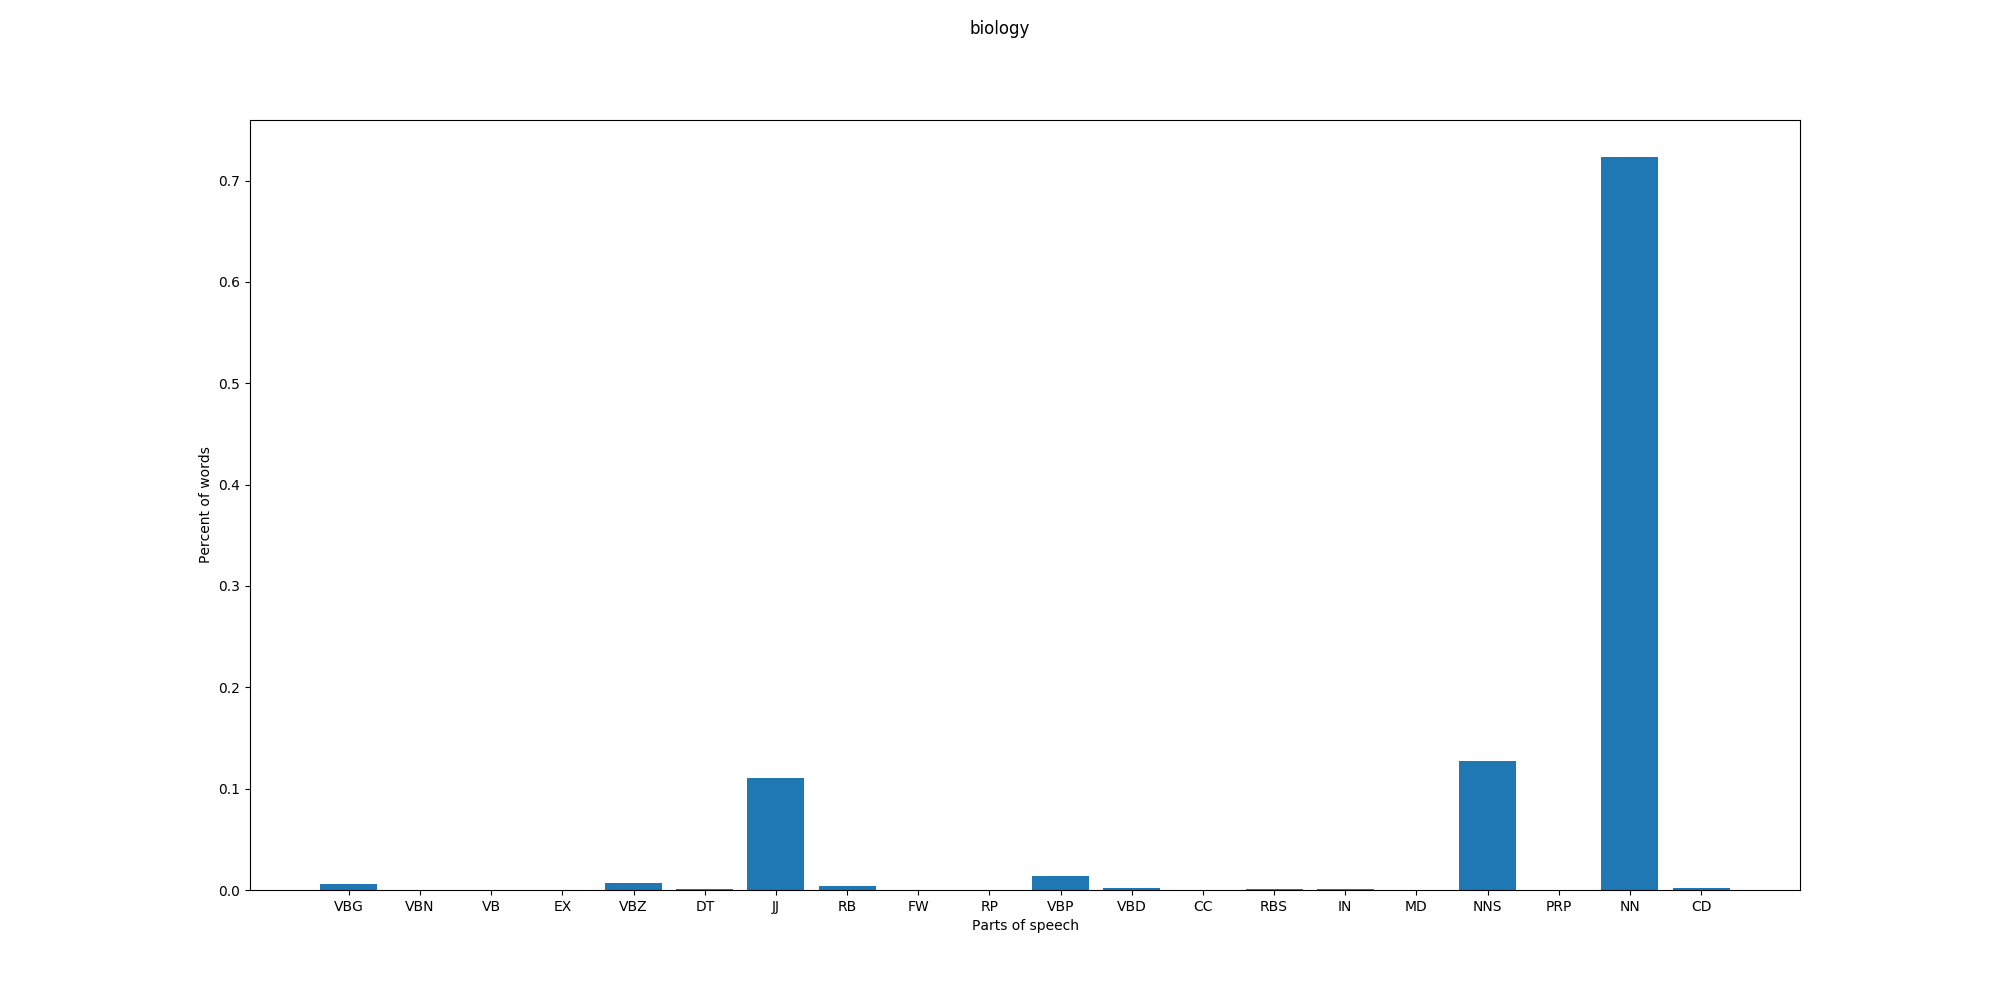 biology
0.7
0.6
0.5
0.4
0.3
0.2
0.1
0.0
Percent of words
VBG VBN VB EX VBZ DT JJ RB FW RP VBP VBD CC RBS IN MD NNS PRP NN CD
Parts of speech